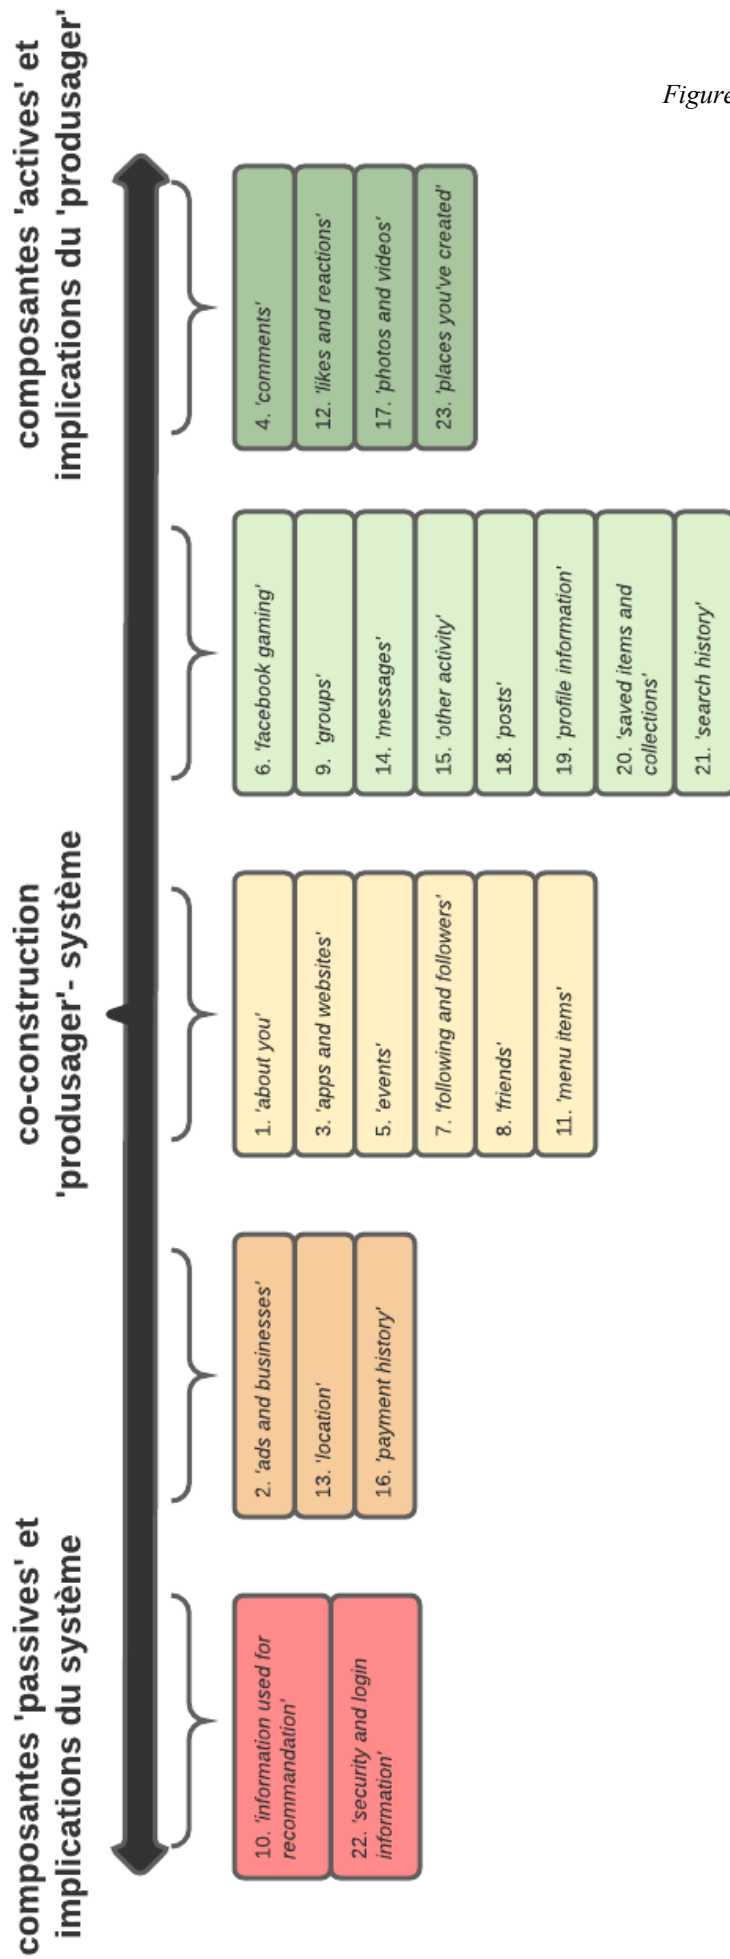 composantes 'passives' et
implications du système
co-construction
'produsager'- système
composantes 'actives' et
implications du 'produsager'
10. 'information used for
recommandation'
22. 'security and login
information'
2. 'ads and businesses'
13. 'location'
16. 'payment history'
1. 'about you'
3. 'apps and websites'
5. 'events'
7. 'following and followers'
8. 'friends'
11. 'menu items'
6. 'facebook gaming'
9. 'groups'
14. 'messages'
15. 'other activity'
18. 'posts'
19. 'profile information'
20. 'saved items and
collections'
21. 'search history'
4. 'comments'
12. 'likes and reactions'
17. 'photos and videos'
23. 'places you've created'
Figure